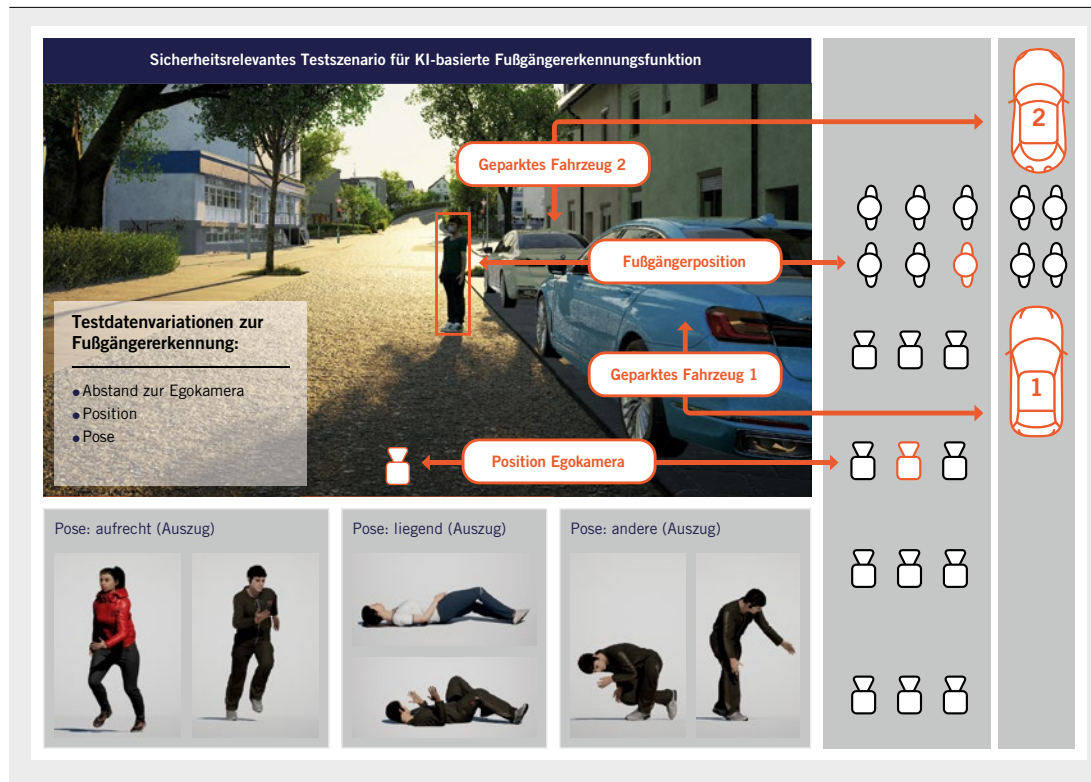 Sicherheitsrelevantes Testszenario für KI-basierte Fußgängererkennungsfunktion
2
Geparktes Fahrzeug 2
Fußgängerposition
Testdatenvariationen zur
Fußgängererkennung:
Geparktes Fahrzeug 1
1
• Abstand zur Egokamera
• Position
• Pose
Position Egokamera
Pose: aufrecht (Auszug)
Pose: liegend (Auszug)
Pose: andere (Auszug)